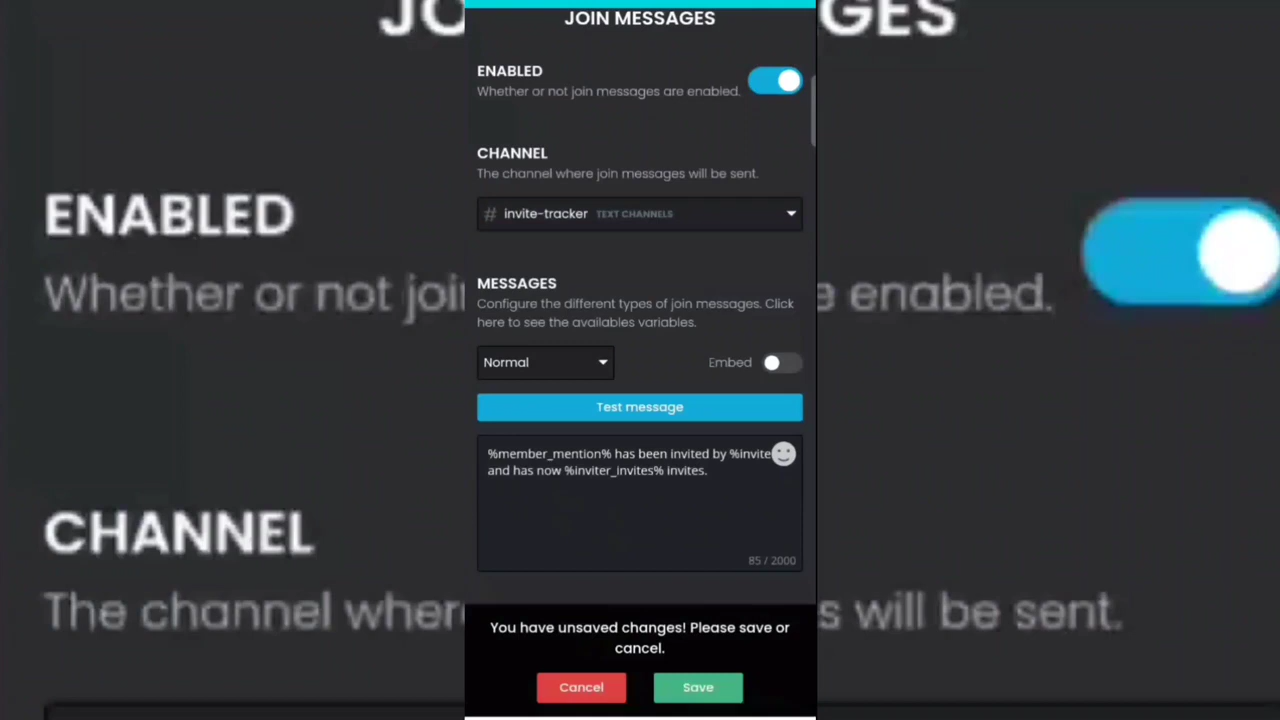 JOIN MESSAGES
ENABLED
Whether or not join messages are enabled.
CHANNEL
The channel where join messages will be sent.
# invite-tracker TEXT CHANNELS
MESSAGES
Configure the different types of join messages. Click
here to see the availables variables.
Normal
Embed
Test message
%member_mention% has been invited by %invite
and has now %inviter_invites% invites.
85 / 2000
You have unsaved changes! Please save or
cancel.
Cancel
Save
JO
GES
ENABLED
Whether or not joi
e enabled.
CHANNEL
The channel wher
s will be sent.